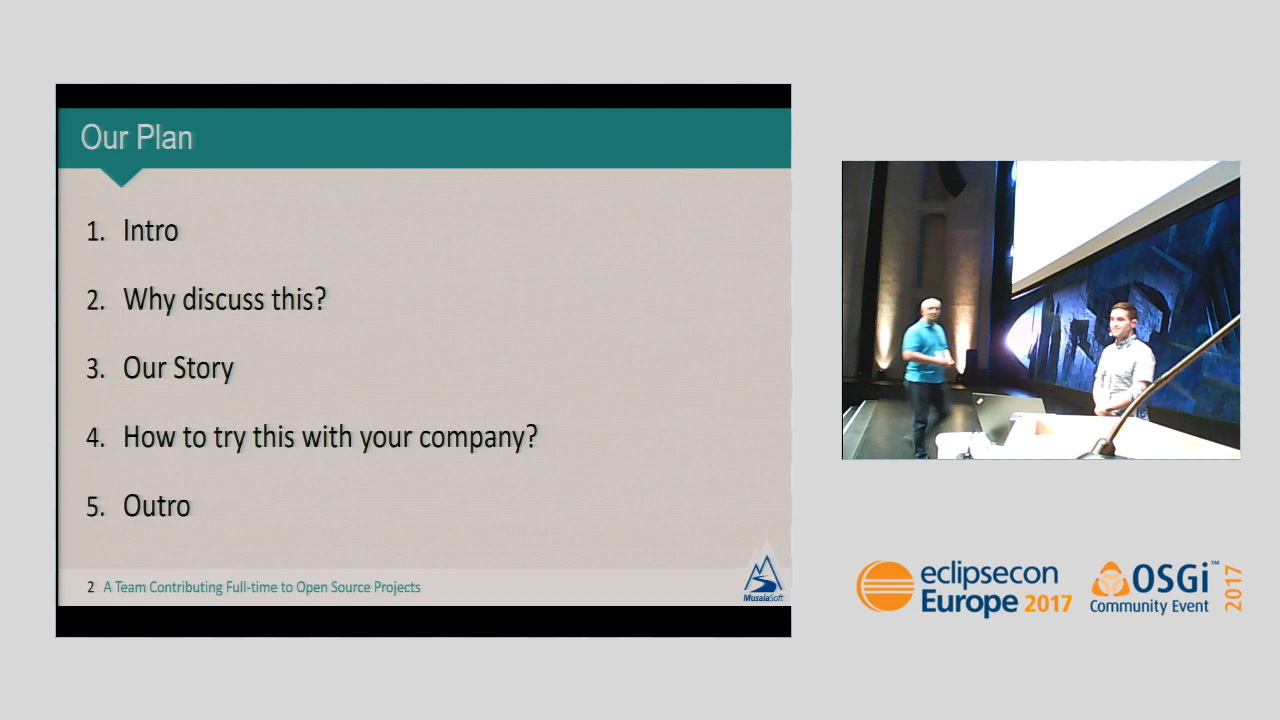 Our Plan
1. Intro
2. Why discuss this?
3. Our Story
4. How to try this with your company?
5. Outro
2 A Team Contributing Full-time to Open Source Projects
MusalaSoft
eclipsecon
Europe 2017
OSGi™
Community Event
2017